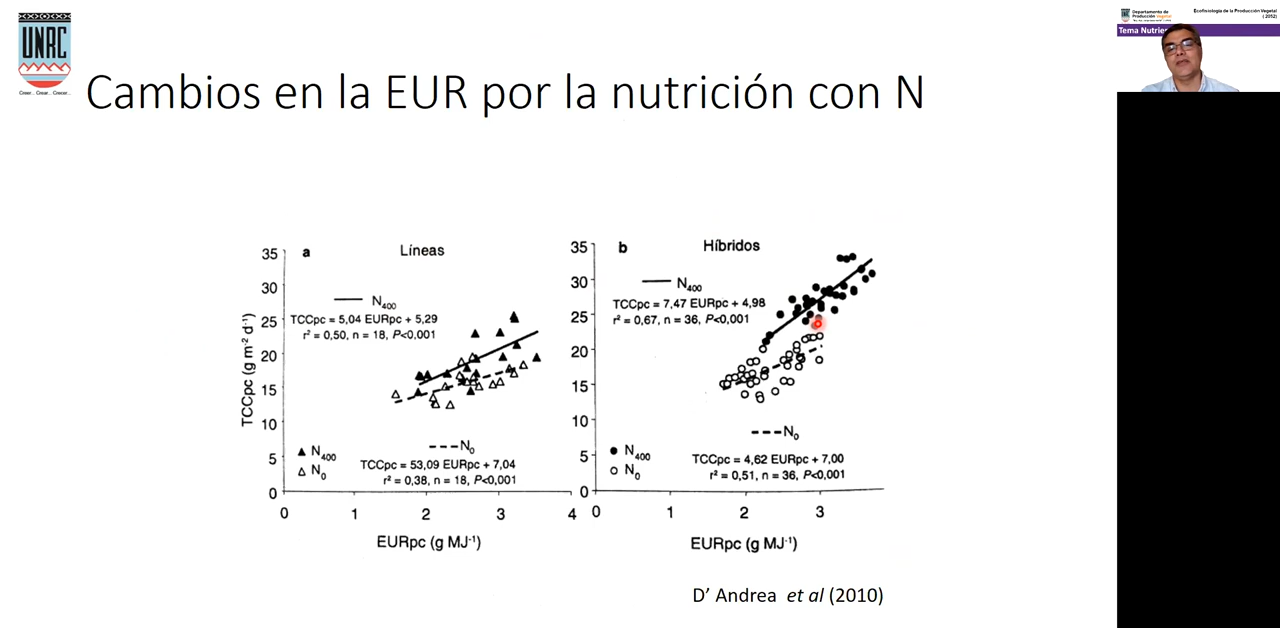 UNRC
Crear... Crear... Crecer...
Cambios en la EUR por la nutrición con N
Departamento de
Producción Vegetal
Ecofisiología de la Producción Vegetal
( 2052)
Tema Nutrie
a
Líneas
TCCpc (g m-2 d-1)
35
30
25
20
15
10
5
0
N400
TCCpc = 5,04 EURpc + 5,29
r² = 0,50, n = 18, P<0,001
N400
N0
N0
TCCpc = 53,09 EURpc + 7,04
r² = 0,38, n = 18, P<0,001
0 1 2 3 4
EURpc (g MJ-1)
b
Híbridos
35
30
25
20
15
10
5
0
N400
TCCpc = 7,47 EURpc + 4,98
r² = 0,67, n = 36, P<0,001
N400
N0
N0
TCCpc = 4,62 EURpc + 7,00
r² = 0,51, n = 36, P<0,001
0 1 2 3
EURpc (g MJ-1)
D’ Andrea et al (2010)